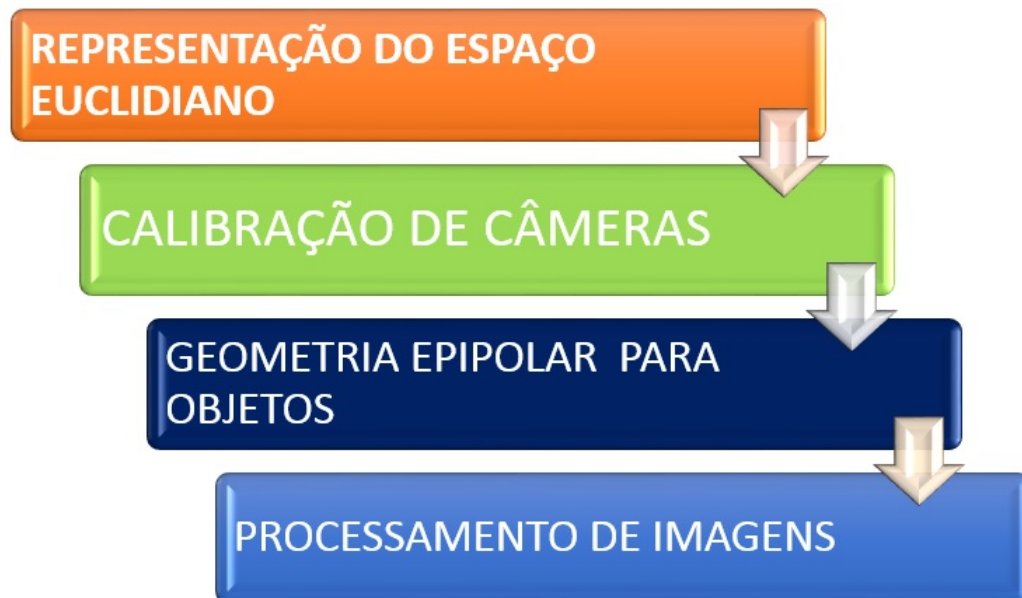 REPRESENTAÇÃO DO ESPAÇO
EUCLIDIANO
CALIBRAÇÃO DE CÂMERAS
GEOMETRIA EPIPOLAR PARA
OBJETOS
PROCESSAMENTO DE IMAGENS